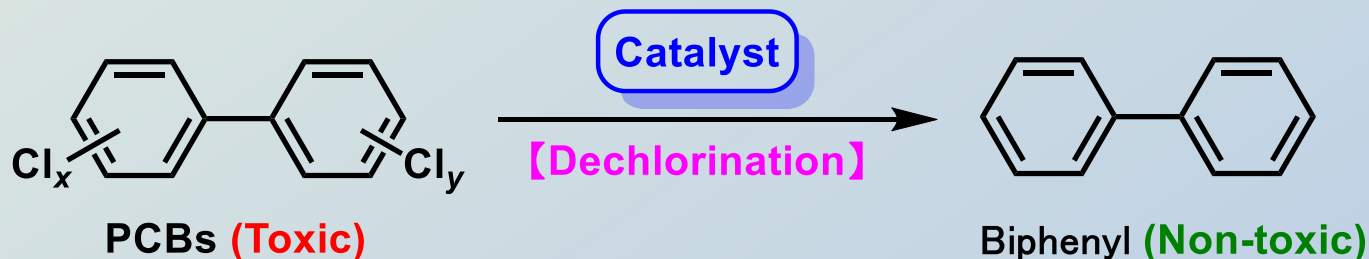 Catalyst
【Dechlorination】
Clx
Cly
PCBs (Toxic)
Biphenyl (Non-toxic)